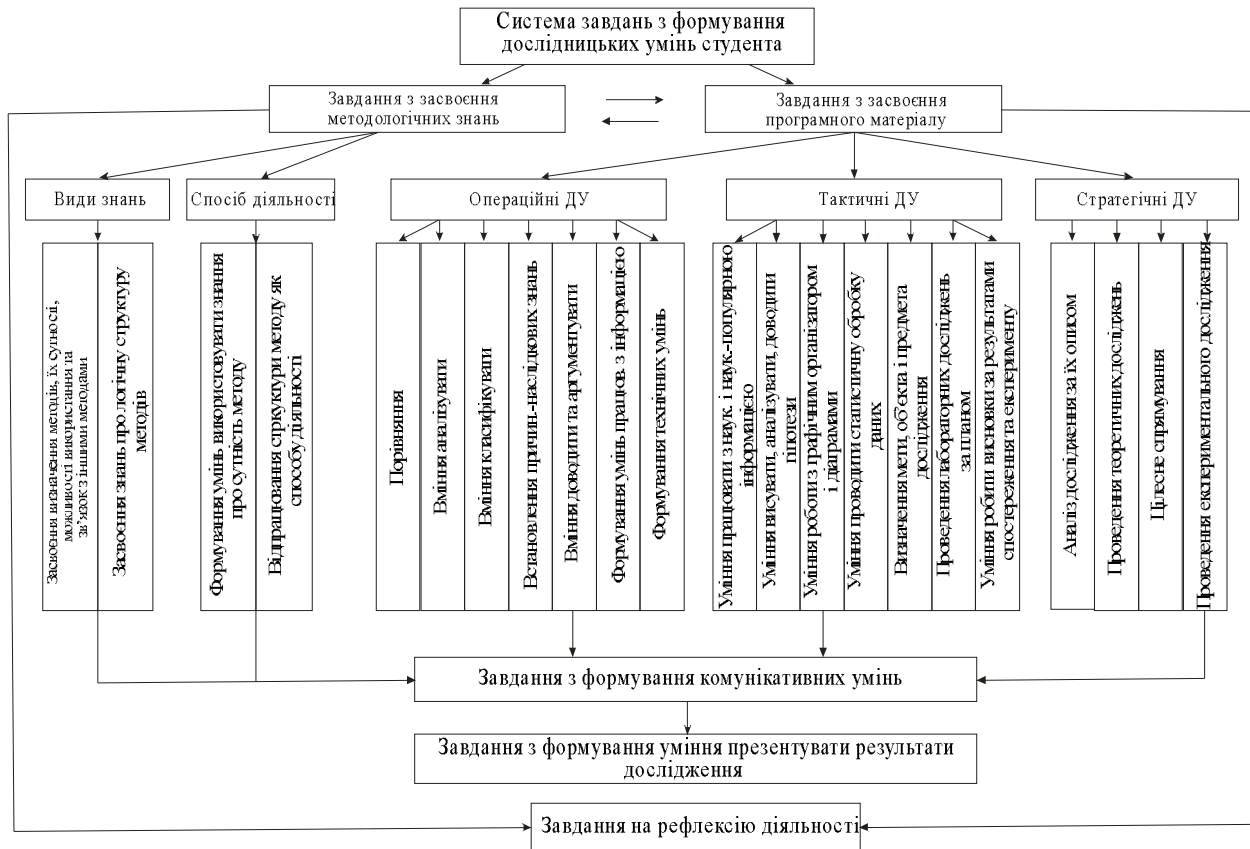 Система завдань з формування
дослідницьких умінь студента
Завдання з засвоєння
методологічних знань
Завдання з засвоєння
програмного матеріалу
Види знань
Спосіб діяльності
Операційні ДУ
Тактичні ДУ
Стратегічні ДУ
Засвоєння визначення методів, їх сутності,
можливості використання та
зв'язок з іншими методами
Засвоєння знань про логічну структуру
методів
Формування умінь використовувати знання
про сутність методу
Відпрацювання стркуктури методу як
способу діяльності
Порівняння
Вміння аналізувати
Вміння класифікувати
Встановлення причин.-наслідкових знань
Вміння доводити та аргументувати
Формування умінь працюв. з інформацією
Формування технічних умінь
Уміння працювати з наук. і наук.-популярною
інформацією
Уміння висувати, аналізувати, доводити
гіпотези
Уміння роботи з графічним організатором
і діаграмами
Уміння проводити статистичну обробку
даних
Визначення мети, об'єкта і предмета
дослідження
Проведення лабораторних досліджень
за планом
Уміння робити висновки за результатами
спостереження та експерименту
Аналіз дослідження за їх описом
Проведення теоретичних досліджень
Цілесне спрямування
Проведення експериментального дослідження
Завдання з формування комунікативних умінь
Завдання з формування уміння презентувати результати
дослідження
Завдання на рефлексію діяльності